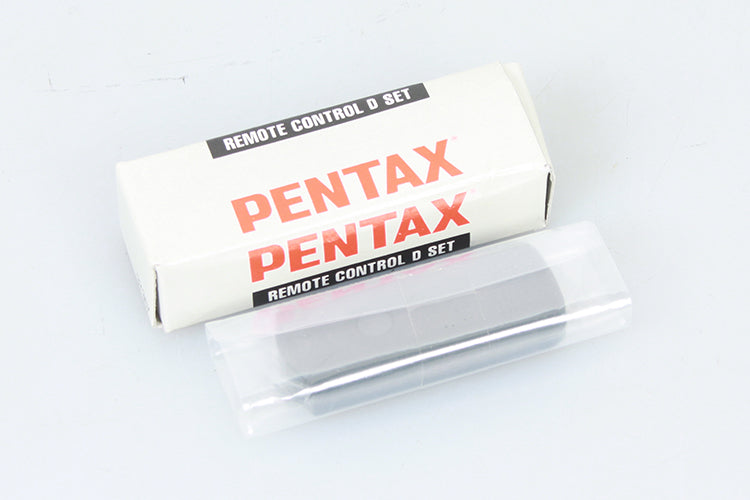 REMOTE CONTROL D SET
PENTAX
PENTAX
REMOTE CONTROL D SET